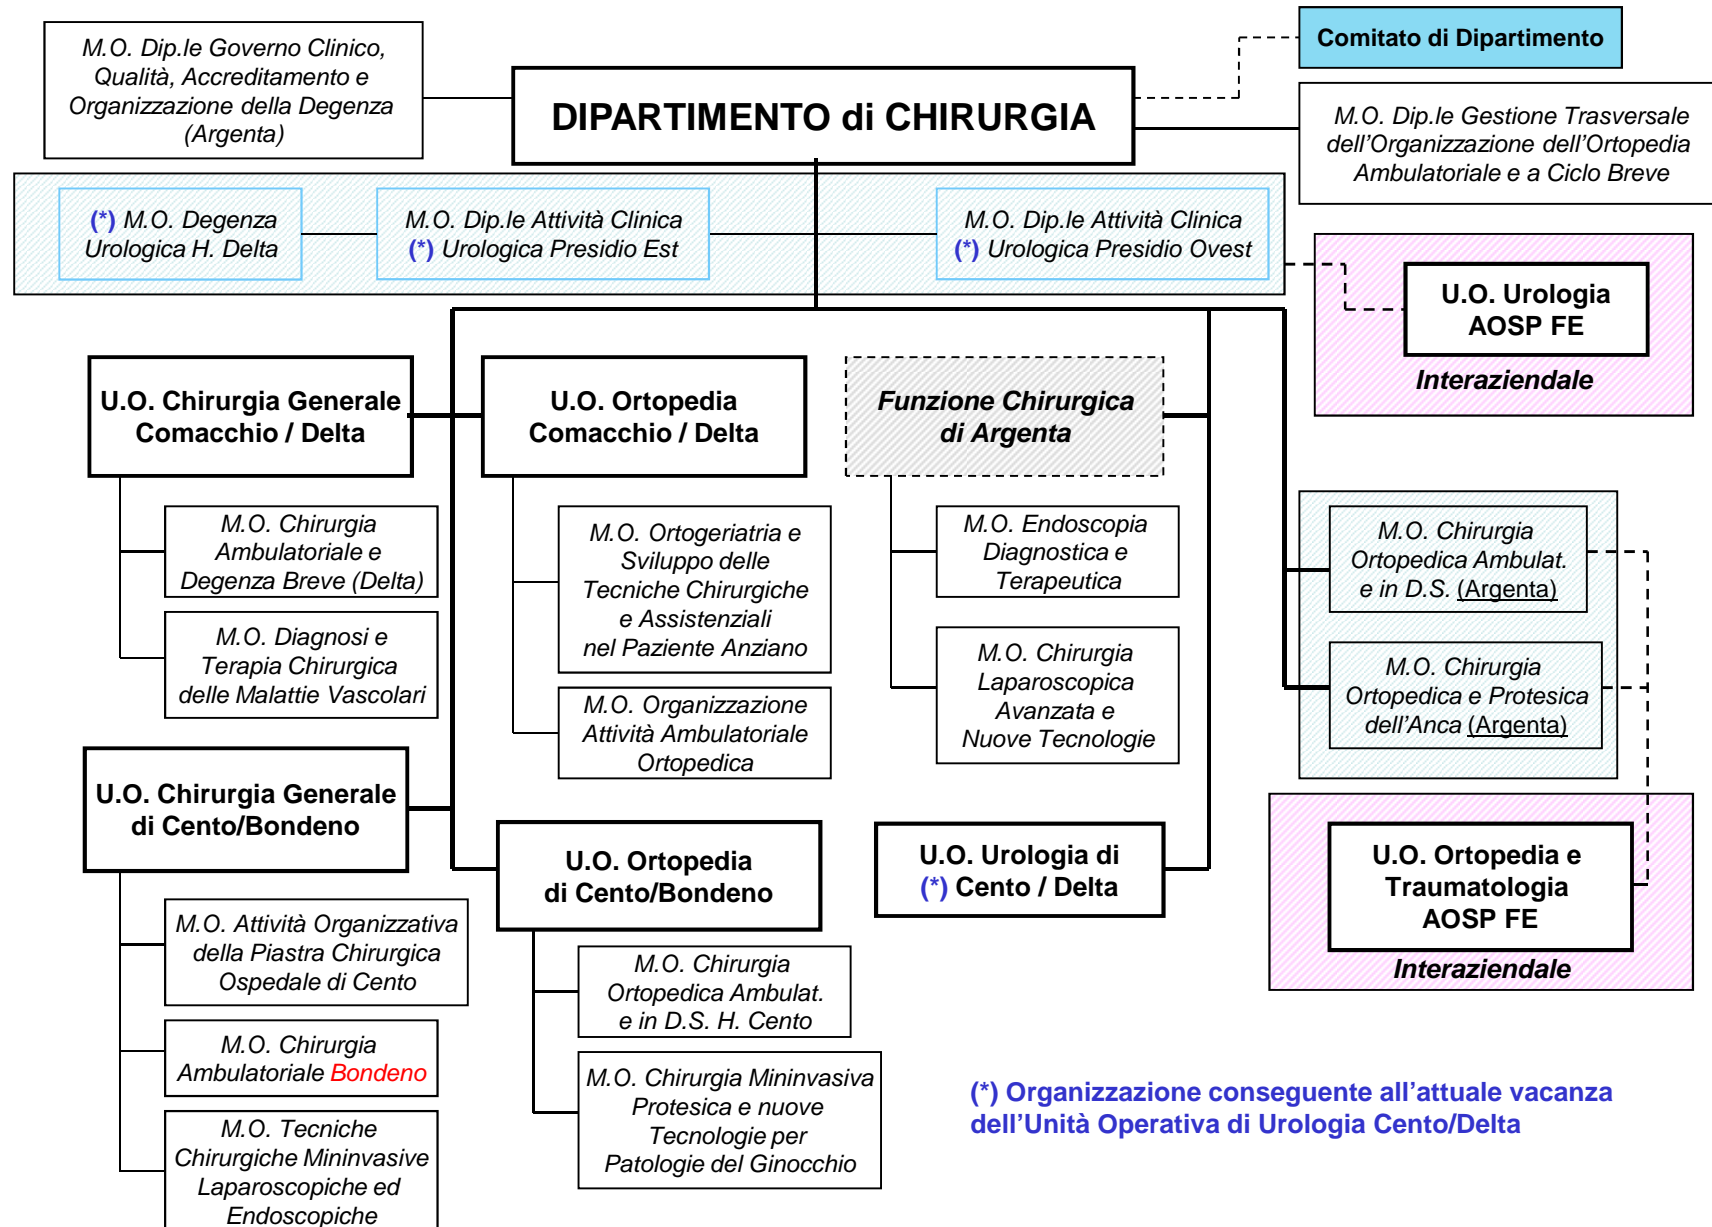 M.O. Dip.le Governo Clinico,
Qualità, Accreditamento e
Organizzazione della Degenza
(Argenta)
DIPARTIMENTO di CHIRURGIA
Comitato di Dipartimento
M.O. Dip.le Gestione Trasversale
dell'Organizzazione dell'Ortopedia
Ambulatoriale e a Ciclo Breve
(*) M.O. Degenza
Urologica H. Delta
M.O. Dip.le Attività Clinica
(*) Urologica Presidio Est
M.O. Dip.le Attività Clinica
(*) Urologica Presidio Ovest
U.O. Urologia
AOSP FE
Interaziendale
U.O. Chirurgia Generale
Comacchio / Delta
U.O. Ortopedia
Comacchio / Delta
Funzione Chirurgica
di Argenta
M.O. Chirurgia
Ambulatoriale e
Degenza Breve (Delta)
M.O. Diagnosi e
Terapia Chirurgica
delle Malattie Vascolari
M.O. Ortogeriatria e
Sviluppo delle
Tecniche Chirurgiche
e Assistenziali
nel Paziente Anziano
M.O. Organizzazione
Attività Ambulatoriale
Ortopedica
M.O. Endoscopia
Diagnostica e
Terapeutica
M.O. Chirurgia
Laparoscopica
Avanzata e
Nuove Tecnologie
M.O. Chirurgia
Ortopedica Ambulat.
e in D.S. (Argenta)
M.O. Chirurgia
Ortopedica e Protesica
dell'Anca (Argenta)
U.O. Chirurgia Generale
di Cento/Bondeno
U.O. Ortopedia
di Cento/Bondeno
U.O. Urologia di
(*) Cento / Delta
U.O. Ortopedia e
Traumatologia
AOSP FE
Interaziendale
M.O. Attività Organizzativa
della Piastra Chirurgica
Ospedale di Cento
M.O. Chirurgia
Ambulatoriale Bondeno
M.O. Tecniche
Chirurgiche Mininvasive
Laparoscopiche ed
Endoscopiche
M.O. Chirurgia
Ortopedica Ambulat.
e in D.S. H. Cento
M.O. Chirurgia Mininvasiva
Protesica e nuove
Tecnologie per
Patologie del Ginocchio
(*) Organizzazione conseguente all'attuale vacanza
dell'Unità Operativa di Urologia Cento/Delta